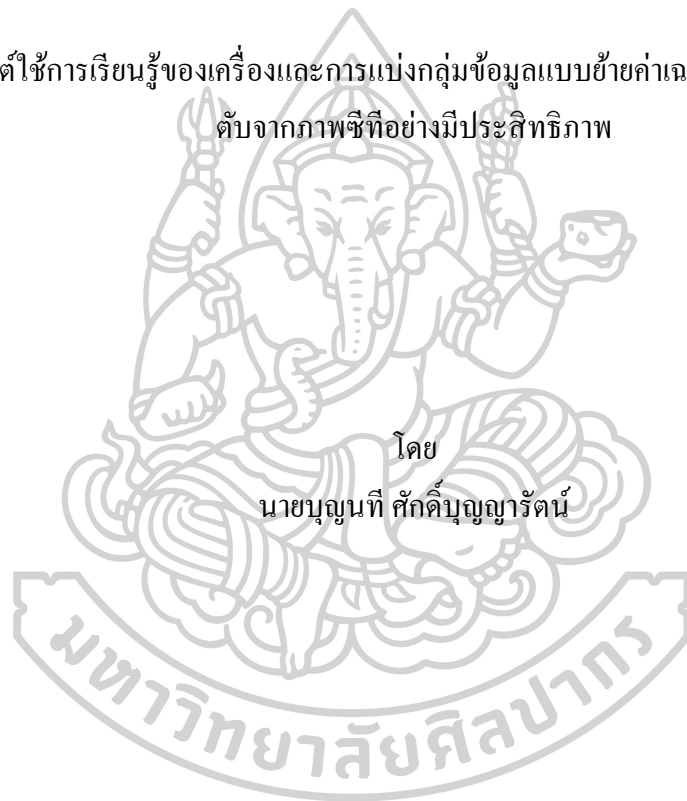 ใช้การเรียนรู้ของเครื่องและการแบ่งกลุ่มข้อมูลแบบย้ายค่าเฉ
ตับจากภาพซีทีอย่างมีประสิทธิภาพ
โดย
นายบุญนที ศักดิ์บุญญารัตน์
มหาวิทยาลัยศิลปากร